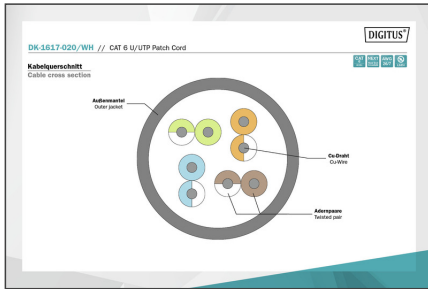 DIGITUS®
DK-1617-020/WH // CAT 6 U/UTP Patch Cord
Kabelquerschnitt
Cable cross section
Außenmantel
Outer jacket
Cu-Draht
Cu-Wire
Adernpaare
Twisted pair